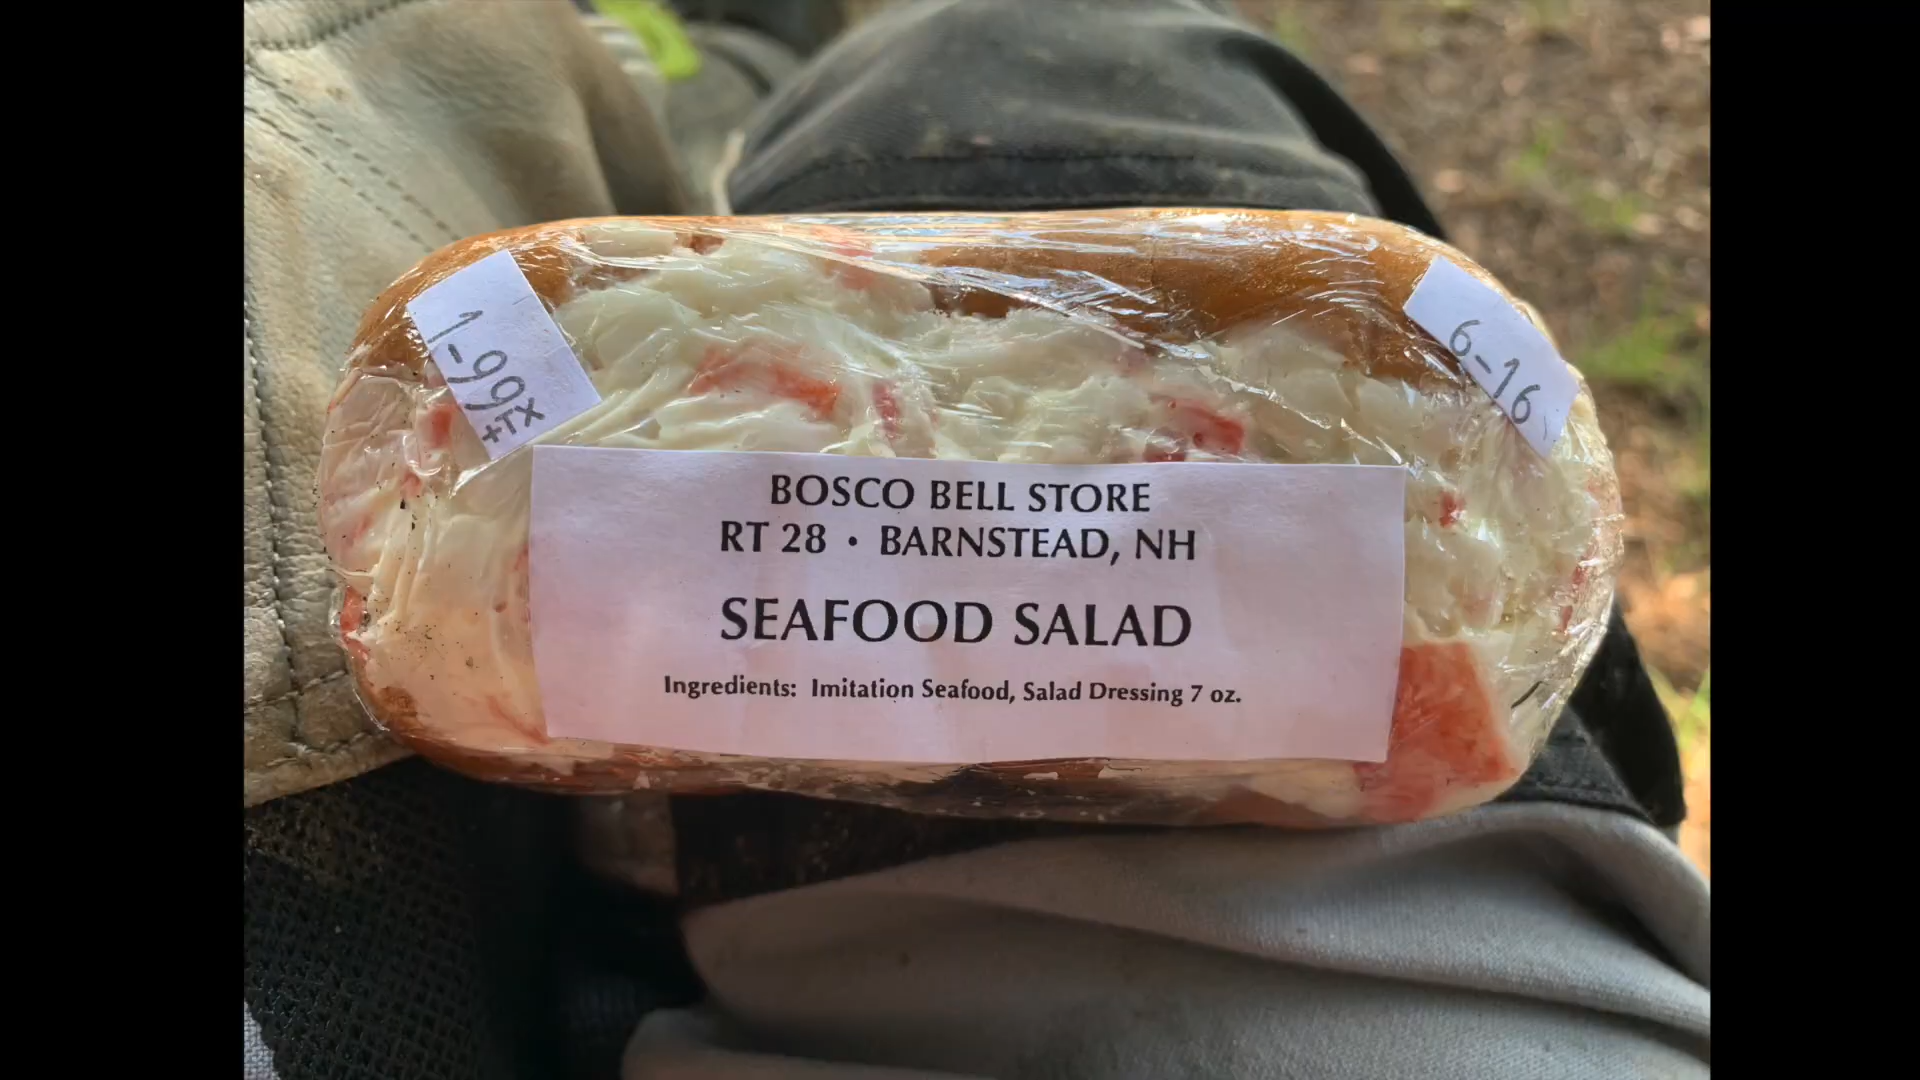 1-99
+TX
6-16
BOSCO BELL STORE
RT 28 · BARNSTEAD, NH
SEAFOOD SALAD
Ingredients: Imitation Seafood, Salad Dressing 7 oz.